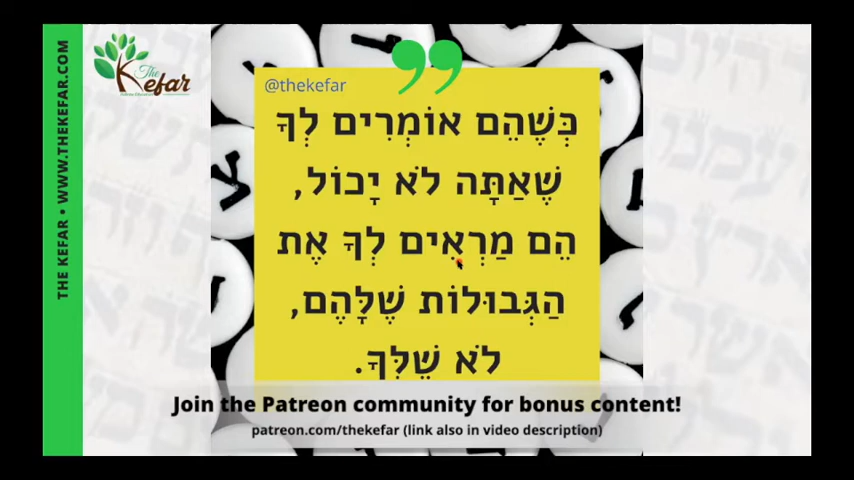 THE KEFAR • WWW.THEKEFAR.COM
The
Kefar
@thekefar
כְּשֶׁהֵם אוֹמְרִים לְךָ
שֶׁאַתָּה לֹא יָכוֹל,
הֵם מַרְאִים לְךָ אֶת
הַגְּבוּלוֹת שֶׁלָּהֶם,
לֹא שֶׁלְּךָ.
Join the Patreon community for bonus content!
patreon.com/thekefar (link also in video description)